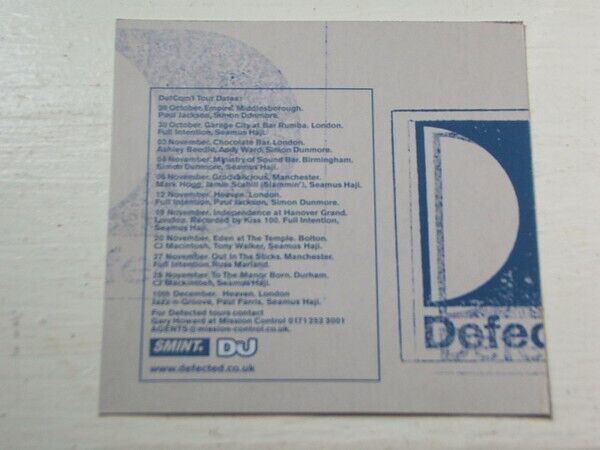 DefCon1 Tour Dates:
30 October. Empire. Middlesborough.
Paul Jackson, Simon Dunmore.
30 October. Garage City at Bar Rumba. London.
Full Intention, Seamus Haji.
03 November. Chocolate Bar. London.
Ashley Beedle, Andy Ward, Simon Dunmore.
04 November. Ministry of Sound Bar. Birmingham.
Simon Dunmore, Seamus Haji.
06 November. Groovalicious. Manchester.
Mark Hogg, Jamie Scahill (Slammin'), Seamus Haji.
12 November. Heaven. London.
Full Intention, Paul Jackson, Simon Dunmore.
19 November. Independence at Hanover Grand.
London. Recorded by Kiss 100. Full Intention,
Seamus Haji.
20 November. Eden at The Temple. Bolton.
CJ Macintosh, Tony Walker, Seamus Haji.
27 November. Out In The Sticks. Manchester.
Full Intention, Russ Marland.
28 November. To The Manor Born. Durham.
CJ Mackintosh, Seamus Haji.
10th December. Heaven. London
Jazz-n-Groove, Paul Farris, Seamus Haji.
For Defected tours contact
Gary Howard at Mission Control 0171 252 3001
AGENTS@mission-control.co.uk.
SMINT. DJ
www.defected.co.uk
Defec